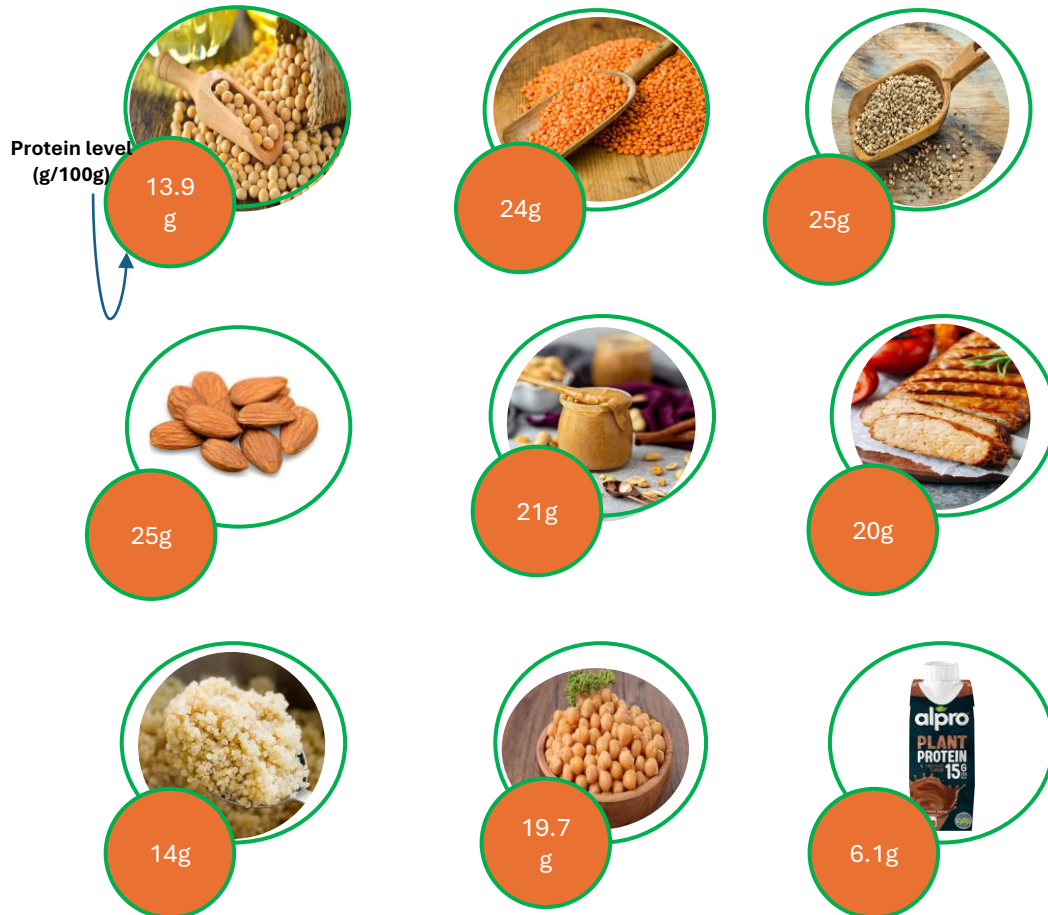 Protein level
(g/100g)
13.9
g
24g
25g
25g
21g
20g
14g
19.7
g
6.1g
alpro
PLANT
PROTEIN
15G